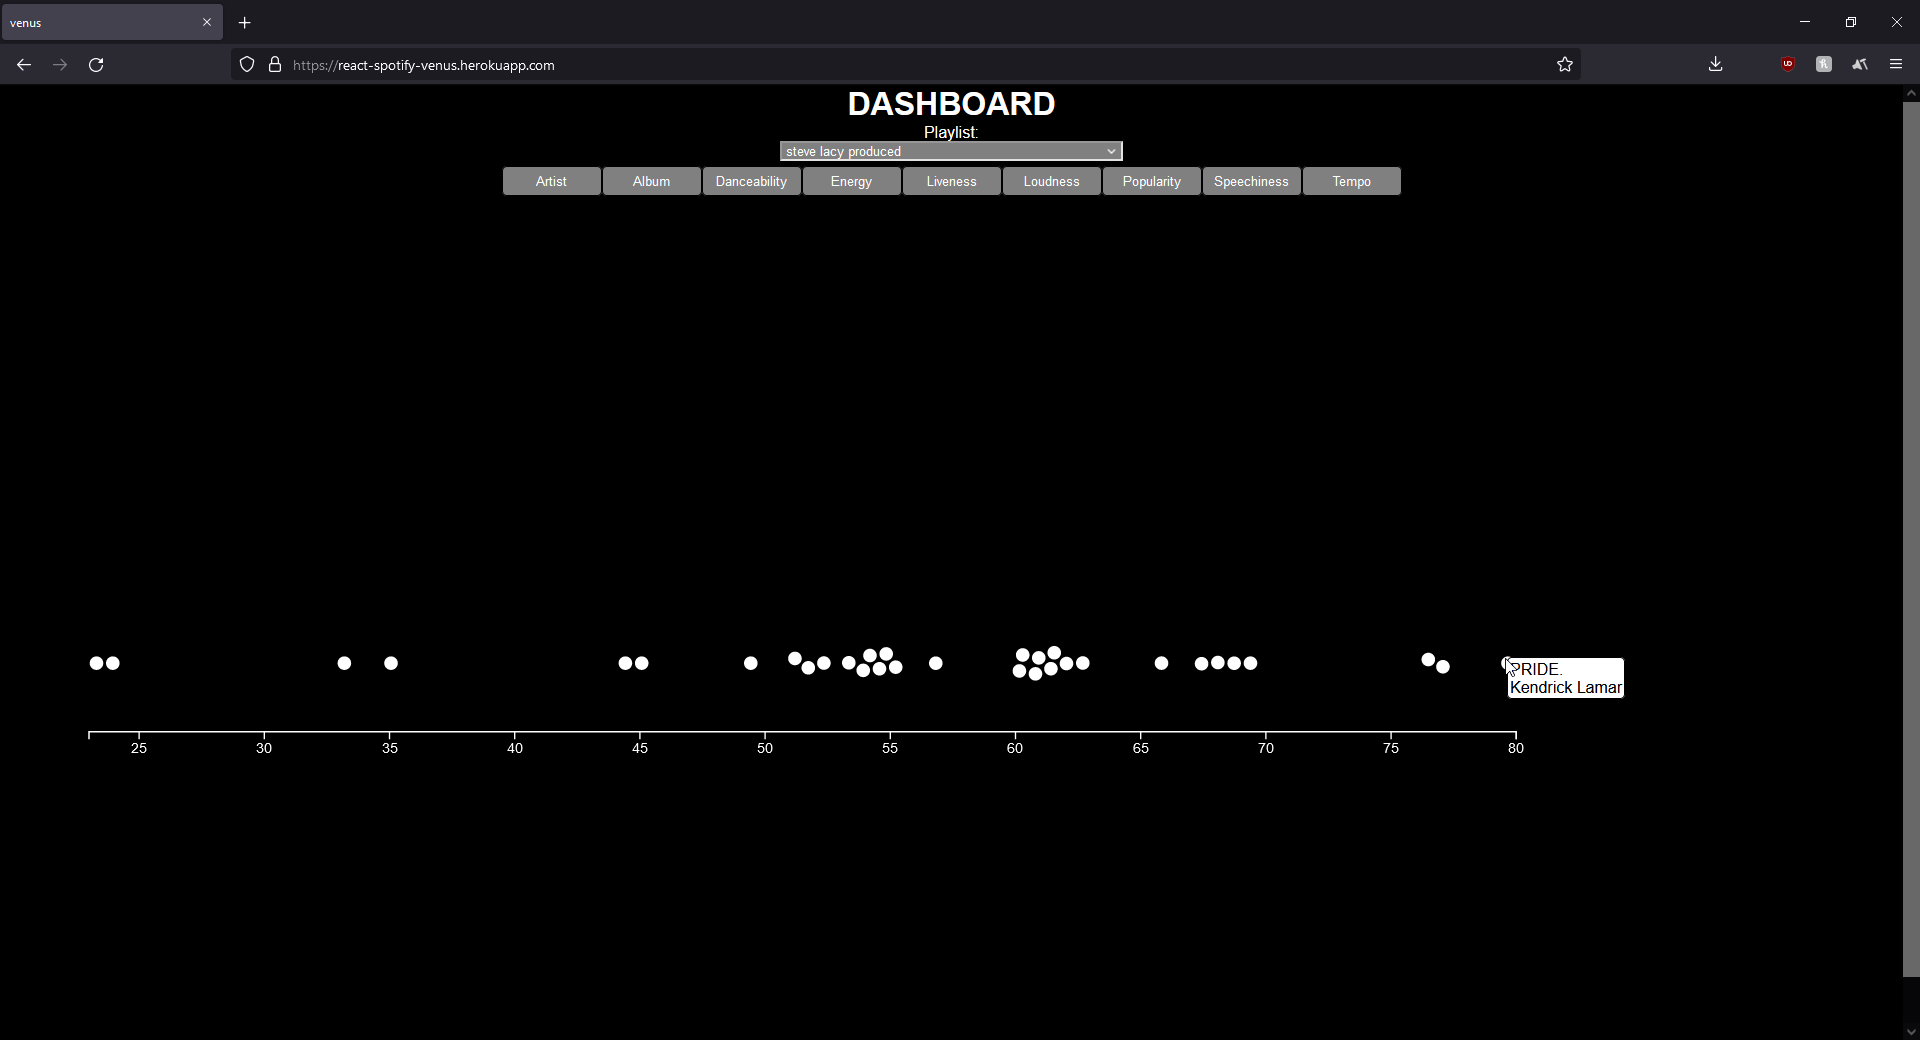 venus
https://react-spotify-venus.herokuapp.com
DASHBOARD
Playlist:
steve lacy produced
Artist Album Danceability Energy Liveness Loudness Popularity Speechiness Tempo
PRIDE.
Kendrick Lamar
25 30 35 40 45 50 55 60 65 70 75 80